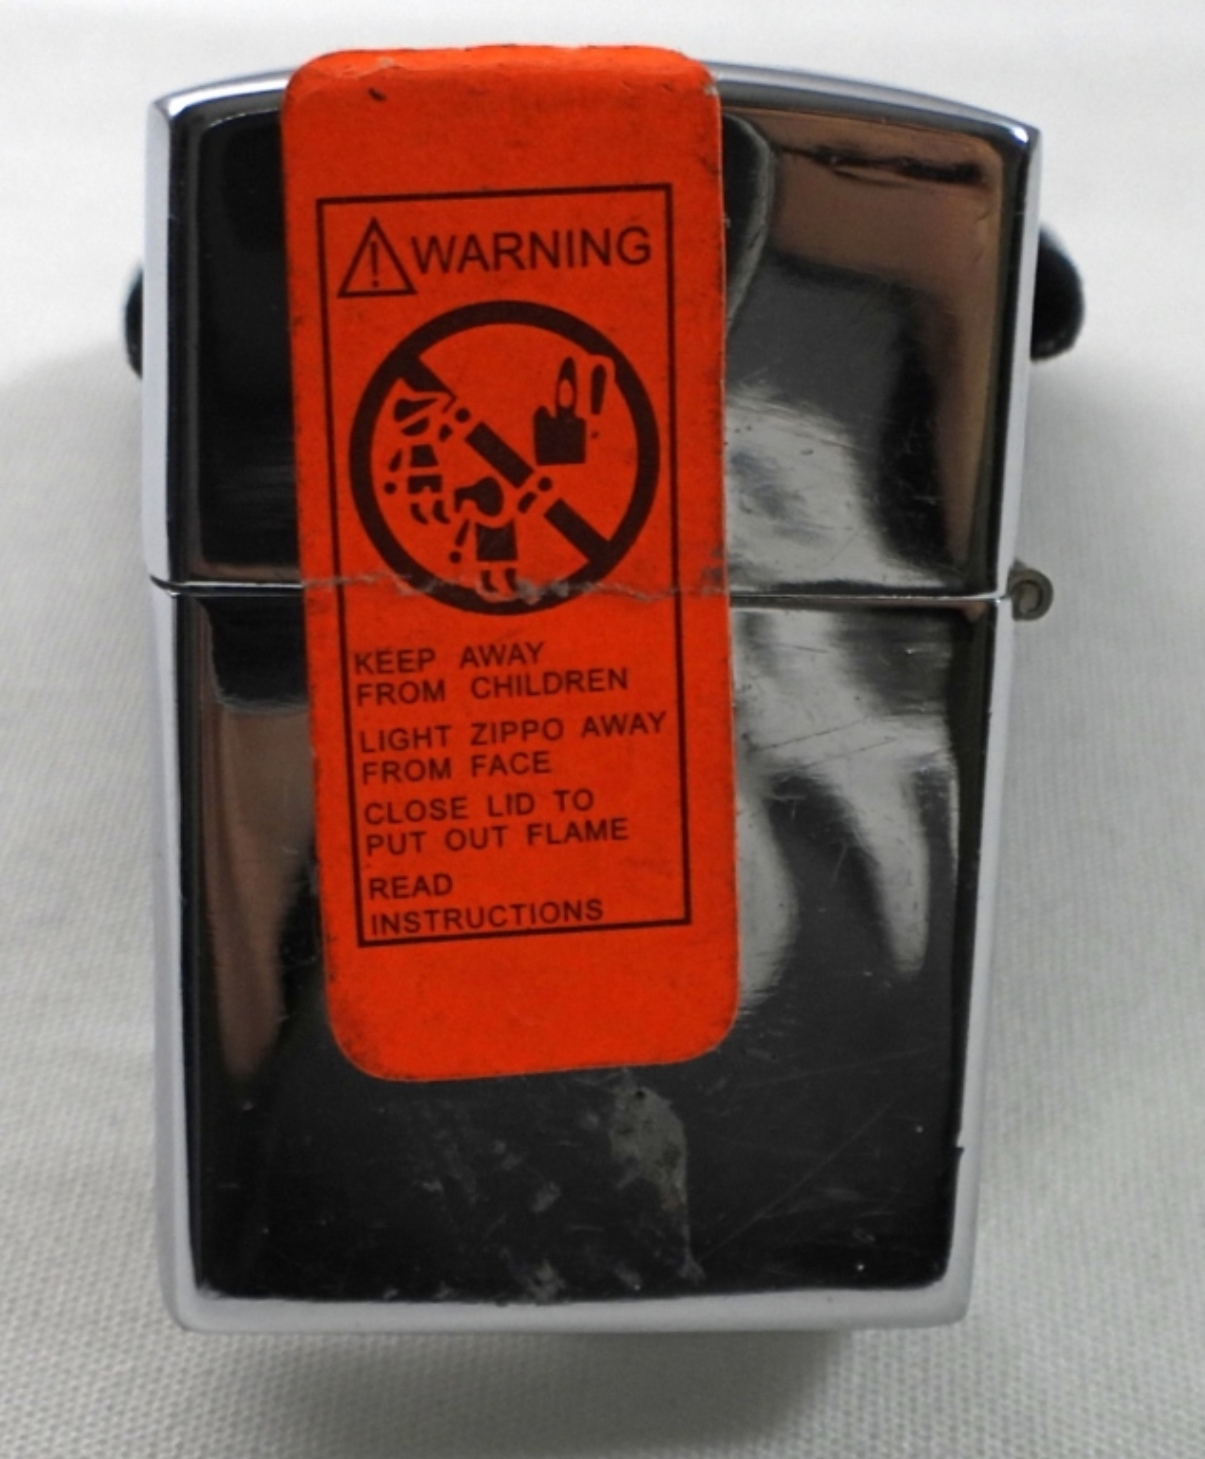 WARNING
KEEP AWAY
FROM CHILDREN
LIGHT ZIPPO AWAY
FROM FACE
CLOSE LID TO
PUT OUT FLAME
READ
INSTRUCTIONS